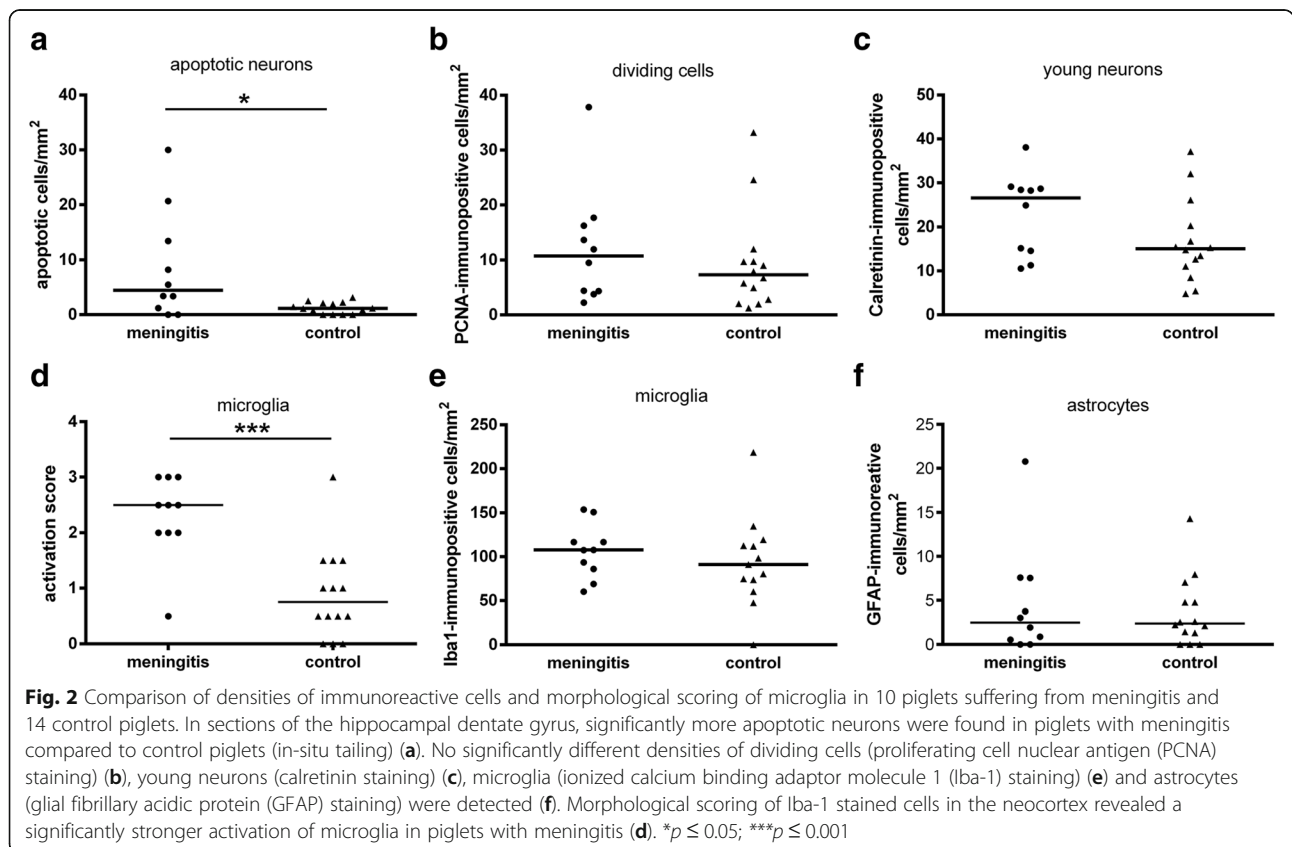 a
apoptotic neurons
apoptotic cells/mm2
40
30
20
10
0
*
meningitis
control
b
dividing cells
PCNA-immunopositive cells/mm2
40
30
20
10
0
meningitis
control
c
young neurons
Calretinin-immunopositive
cells/mm2
50
40
30
20
10
0
meningitis
control
d
microglia
activation score
4
3
2
1
0
***
meningitis
control
e
microglia
Iba1-immunopositive cells/mm2
250
200
150
100
50
0
meningitis
control
f
astrocytes
GFAP-immunoreative
cells/mm2
25
20
15
10
5
0
meningitis
control
Fig. 2 Comparison of densities of immunoreactive cells and morphological scoring of microglia in 10 piglets suffering from meningitis and
14 control piglets. In sections of the hippocampal dentate gyrus, significantly more apoptotic neurons were found in piglets with meningitis
compared to control piglets (in-situ tailing) (a). No significantly different densities of dividing cells (proliferating cell nuclear antigen (PCNA)
staining) (b), young neurons (calretinin staining) (c), microglia (ionized calcium binding adaptor molecule 1 (Iba-1) staining) (e) and astrocytes
(glial fibrillary acidic protein (GFAP) staining) were detected (f). Morphological scoring of Iba-1 stained cells in the neocortex revealed a
significantly stronger activation of microglia in piglets with meningitis (d). *p ≤ 0.05; ***p ≤ 0.001